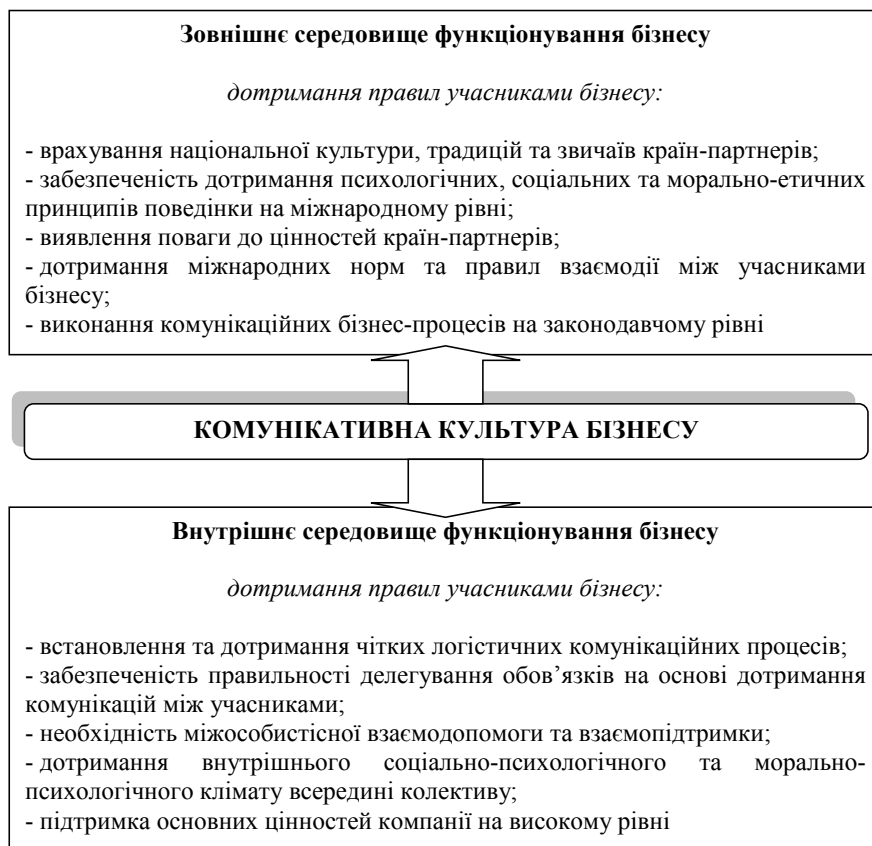 Зовнішнє середовище функціонування бізнесу
дотримання правил учасниками бізнесу:
- врахування національної культури, традицій та звичаїв країн-партнерів;
- забезпеченість дотримання психологічних, соціальних та морально-етичних
принципів поведінки на міжнародному рівні;
- виявлення поваги до цінностей країн-партнерів;
- дотримання міжнародних норм та правил взаємодії між учасниками
бізнесу;
- виконання комунікаційних бізнес-процесів на законодавчому рівні
КОМУНІКАТИВНА КУЛЬТУРА БІЗНЕСУ
Внутрішнє середовище функціонування бізнесу
дотримання правил учасниками бізнесу:
- встановлення та дотримання чітких логістичних комунікаційних процесів;
- забезпеченість правильності делегування обов’язків на основі дотримання
комунікацій між учасниками;
- необхідність міжособистісної взаємодопомоги та взаємопідтримки;
- дотримання внутрішнього соціально-психологічного та морально-
психологічного клімату всередині колективу;
- підтримка основних цінностей компанії на високому рівні